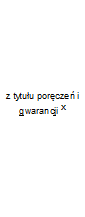 z tytułu poręczeń i
gwarancji x